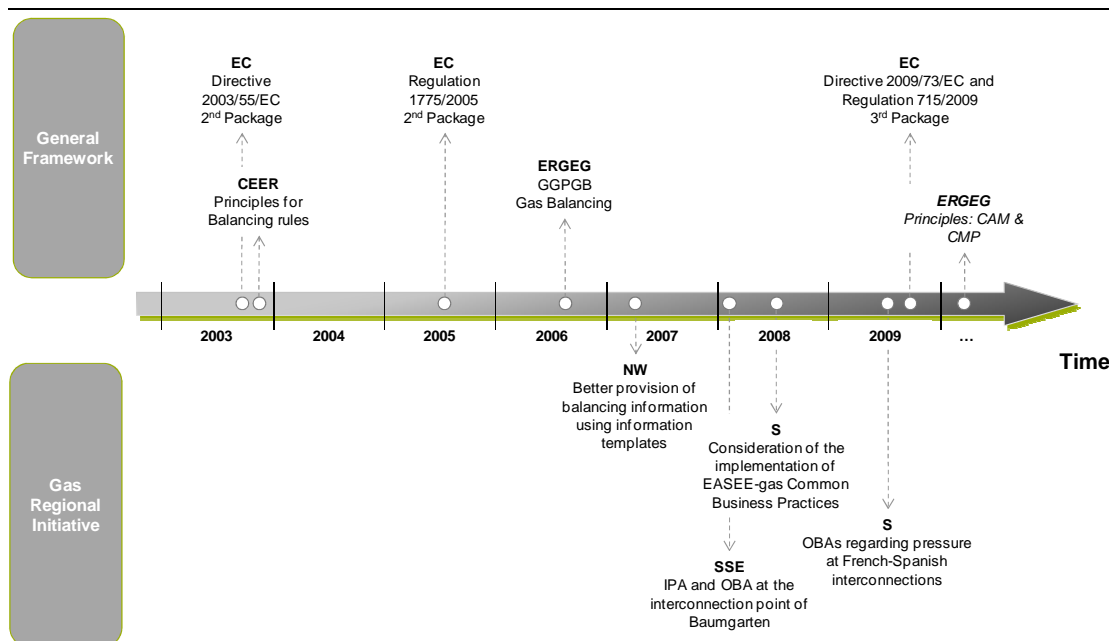 General
Framework
EC
Directive
2003/55/EC
2nd Package
CEER
Principles for
Balancing rules
EC
Regulation
1775/2005
2nd Package
ERGEG
GGPGB
Gas Balancing
EC
Directive 2009/73/EC and
Regulation 715/2009
3rd Package
ERGEG
Principles: CAM &
CMP
2003
2004
2005
2006
2007
2008
2009
...
Time
Gas
Regional
Initiative
NW
Better provision of
balancing information
using information
templates
S
Consideration of the
implementation of
EASEE-gas Common
Business Practices
SSE
IPA and OBA at the
interconnection point of
Baumgarten
S
OBAs regarding pressure
at French-Spanish
interconnections